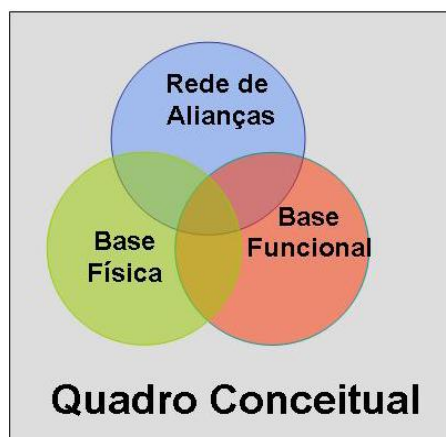 Rede de
Alianças
Base
Física
Base
Funcional
Quadro Conceitual